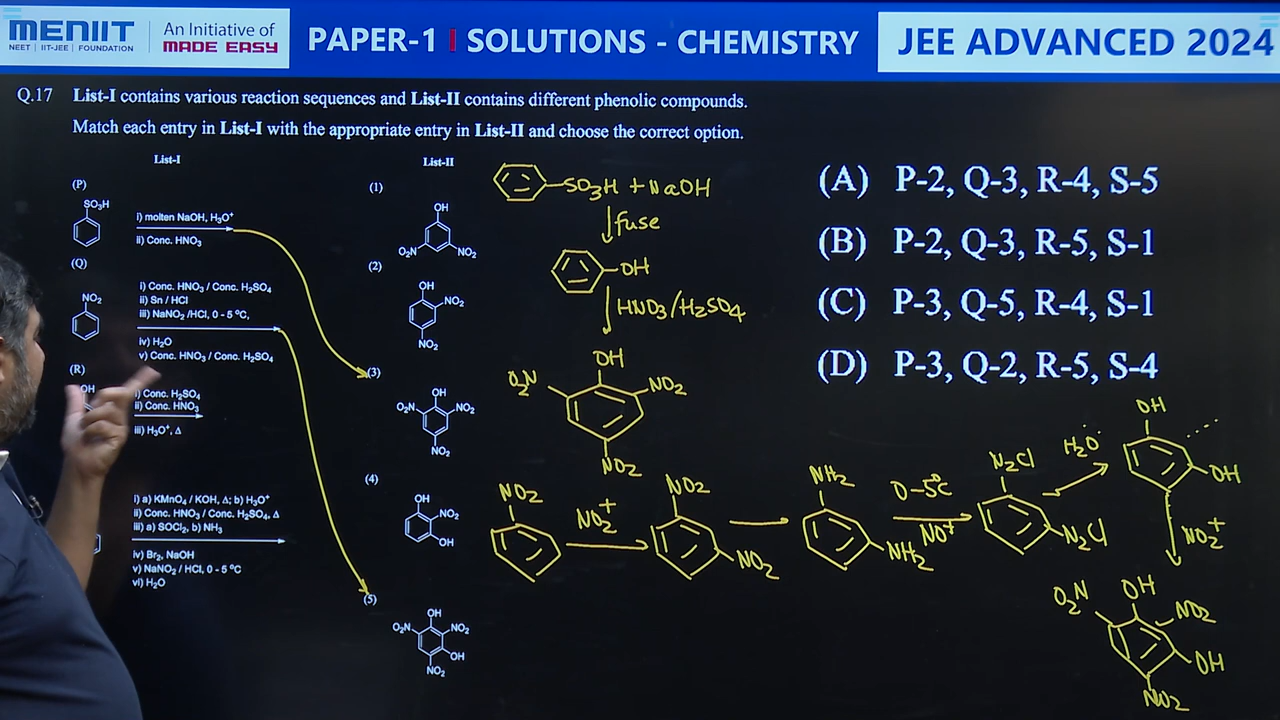 MENIIT
NEET | IIT-JEE | FOUNDATION
An Initiative of
MADE EASY
PAPER-1 | SOLUTIONS - CHEMISTRY
JEE ADVANCED 2024
Q.17 List-I contains various reaction sequences and List-II contains different phenolic compounds.
Match each entry in List-I with the appropriate entry in List-II and choose the correct option.
List-I
(P)
SO₃H
i) molten NaOH, H₃O⁺
ii) Conc. HNO₃
(Q)
NO₂
i) Conc. HNO₃ / Conc. H₂SO₄
ii) Sn / HCl
iii) NaNO₂ /HCl, 0 - 5 ⁰C,
iv) H₂O
v) Conc. HNO₃ / Conc. H₂SO₄
(R)
OH
i) Conc. H₂SO₄
ii) Conc. HNO₃
iii) H₃O⁺, Δ
i) a) KMnO₄ / KOH, Δ; b) H₃O⁺
ii) Conc. HNO₃ / Conc. H₂SO₄, Δ
iii) a) SOCl₂, b) NH₃
iv) Br₂, NaOH
v) NaNO₂ / HCl, 0 - 5 ⁰C
vi) H₂O
List-II
(1)
OH
O₂N NO₂
(2)
OH
NO₂
NO₂
(3)
OH
O₂N NO₂
NO₂
(4)
OH
NO₂
OH
(5)
OH
O₂N NO₂
OH
NO₂
SO₃H + NaOH
fuse
OH
HNO₃/H₂SO₄
OH
O₂N NO₂
NO₂
NO₂
NO₂⁺
NO₂
NO₂
NH₂
NH₂
0-5°C
NO⁺
N₂Cl
N₂Cl
H₂O
OH
OH
NO₂⁺
OH
O₂N NO₂
OH
NO₂
(A) P-2, Q-3, R-4, S-5
(B) P-2, Q-3, R-5, S-1
(C) P-3, Q-5, R-4, S-1
(D) P-3, Q-2, R-5, S-4